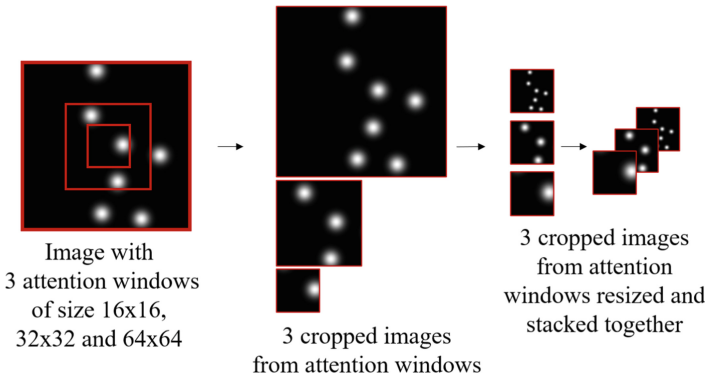 Image with
3 attention windows
of size 16x16,
32x32 and 64x64
3 cropped images
from attention windows
3 cropped images
from attention
windows resized and
stacked together